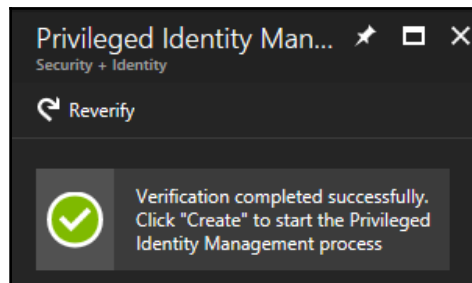 Privileged Identity Man...
Security + Identity
Reverify
Verification completed successfully.
Click "Create" to start the Privileged
Identity Management process